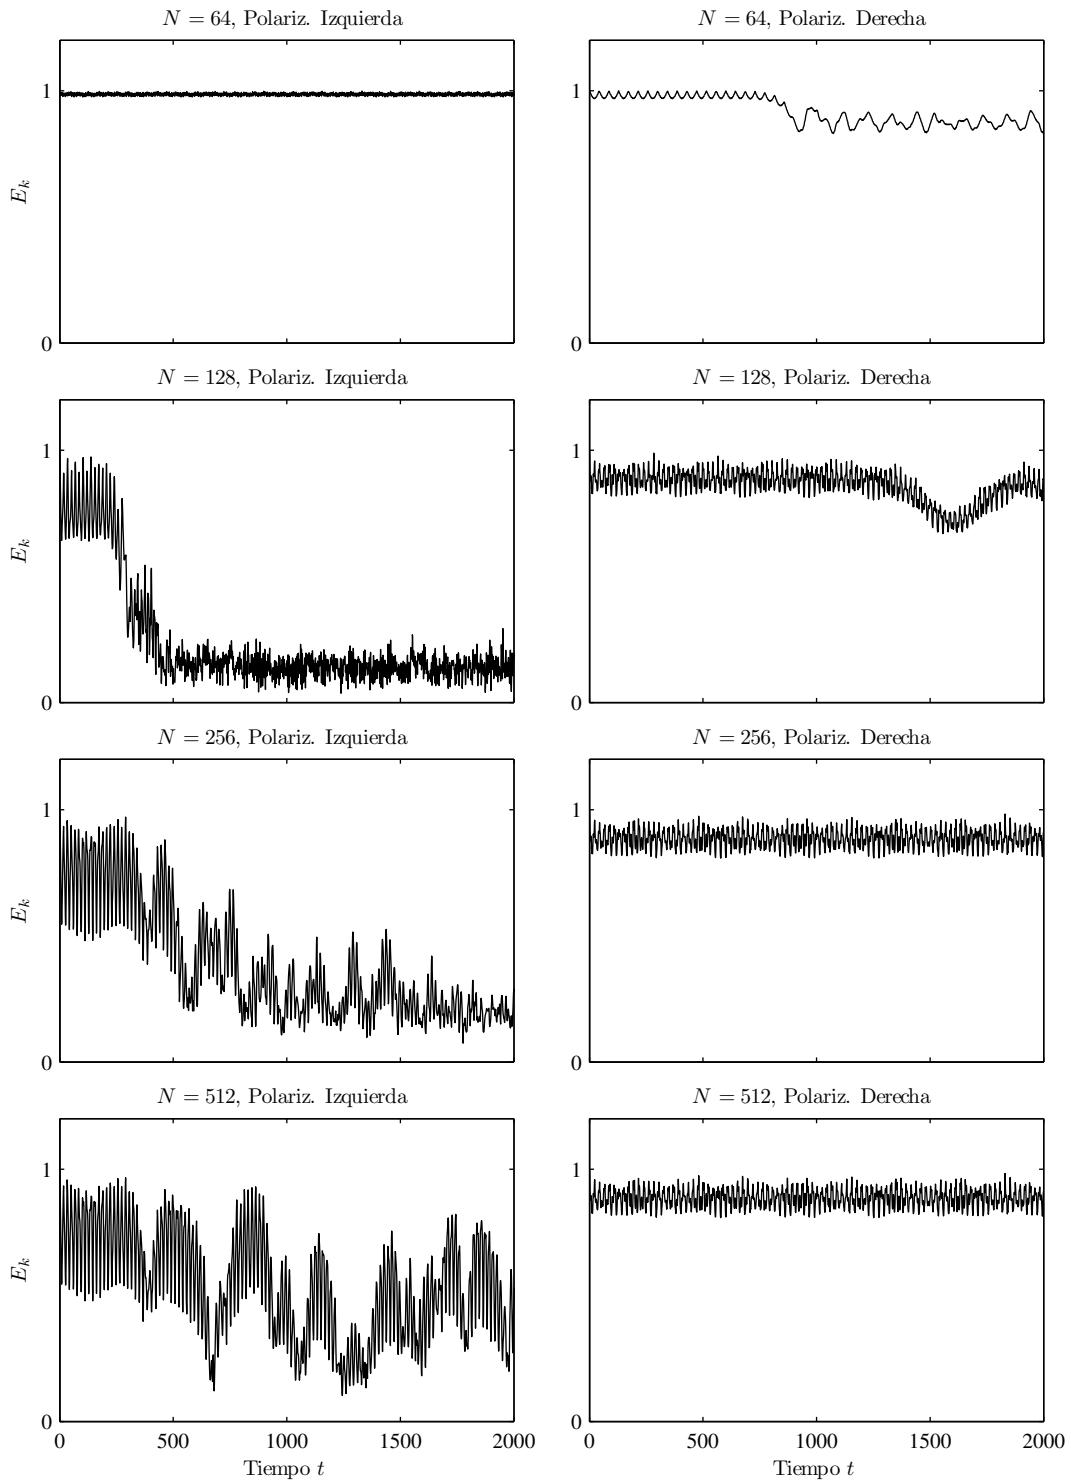 N = 64, Polariz. Izquierda
N = 64, Polariz. Derecha
1
0
E_k
1
0
N = 128, Polariz. Izquierda
N = 128, Polariz. Derecha
1
0
E_k
1
0
N = 256, Polariz. Izquierda
N = 256, Polariz. Derecha
1
0
E_k
1
0
N = 512, Polariz. Izquierda
N = 512, Polariz. Derecha
1
0
E_k
1
0
0 500 1000 1500 2000
0 500 1000 1500 2000
Tiempo t
Tiempo t